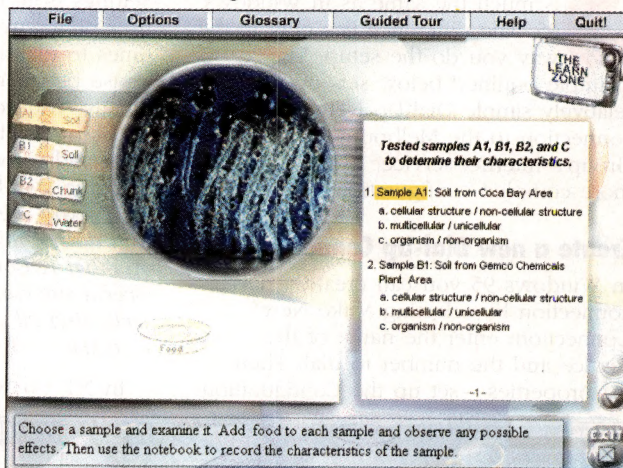 File Options Glossary Guided Tour Help Quit!
THE
LEARN
ZONE
A1 Soil
B1 Soil
B2 Chunk
C Water
Food
Tested samples A1, B1, B2, and C
to detemine their characteristics.
1. Sample A1: Soil from Coca Bay Area
a. cellular structure / non-cellular structure
b. multicellular / unicellular
c. organism / non-organism
2. Sample B1: Soil from Gemco Chemicals
Plant Area
a. cellular structure / non-cellular structure
b. multicellular / unicellular
c. organism / non-organism
-1-
Choose a sample and examine it. Add food to each sample and observe any possible
effects. Then use the notebook to record the characteristics of the sample.
EXIT